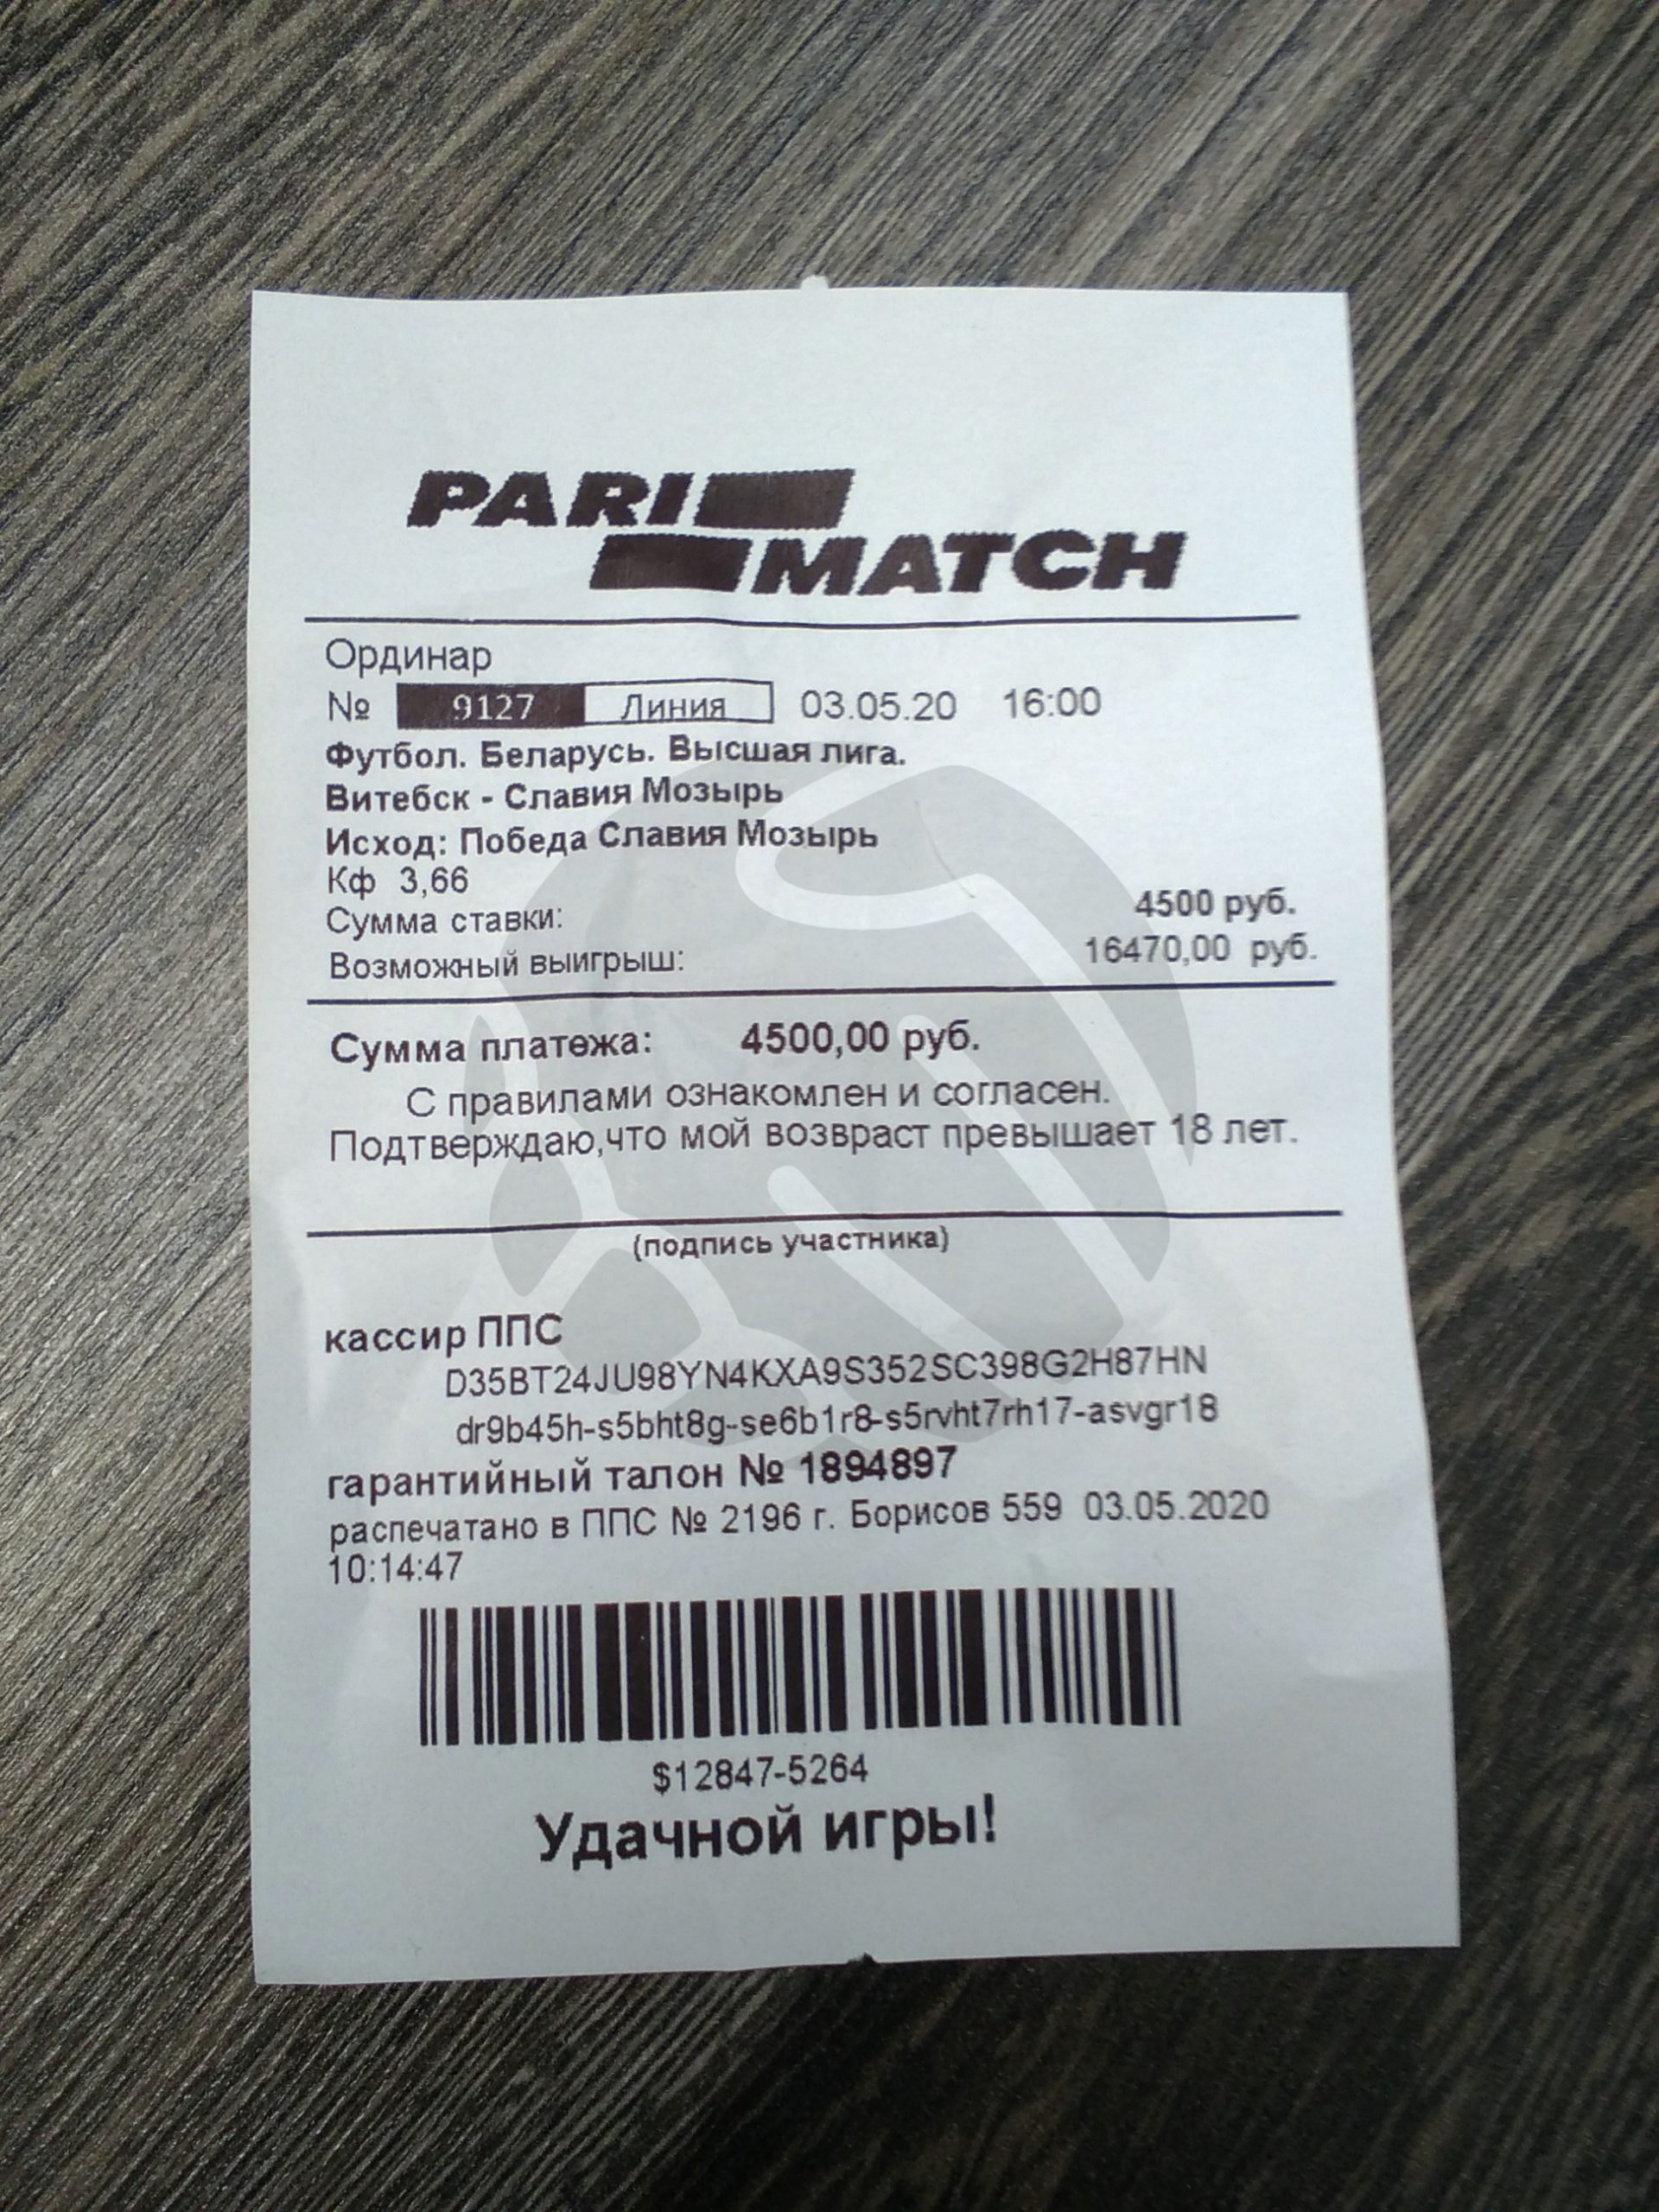 PARI
MATCH
Ординар
№ 9127 Линия 03.05.20 16:00
Футбол. Беларусь. Высшая лига.
Витебск - Славия Мозырь
Исход: Победа Славия Мозырь
Кф 3,66
Сумма ставки: 4500 руб.
Возможный выигрыш: 16470,00 руб.
Сумма платежа: 4500,00 руб.
С правилами ознакомлен и согласен.
Подтверждаю,что мой возвраст превышает 18 лет.
(подпись участника)
кассир ППС
D35BT24JU98YN4KXA9S352SC398G2H87HN
dr9b45h-s5bht8g-se6b1r8-s5rvht7rh17-asvgr18
гарантийный талон № 1894897
распечатано в ППС № 2196 г. Борисов 559 03.05.2020
10:14:47
$12847-5264
Удачной игры!